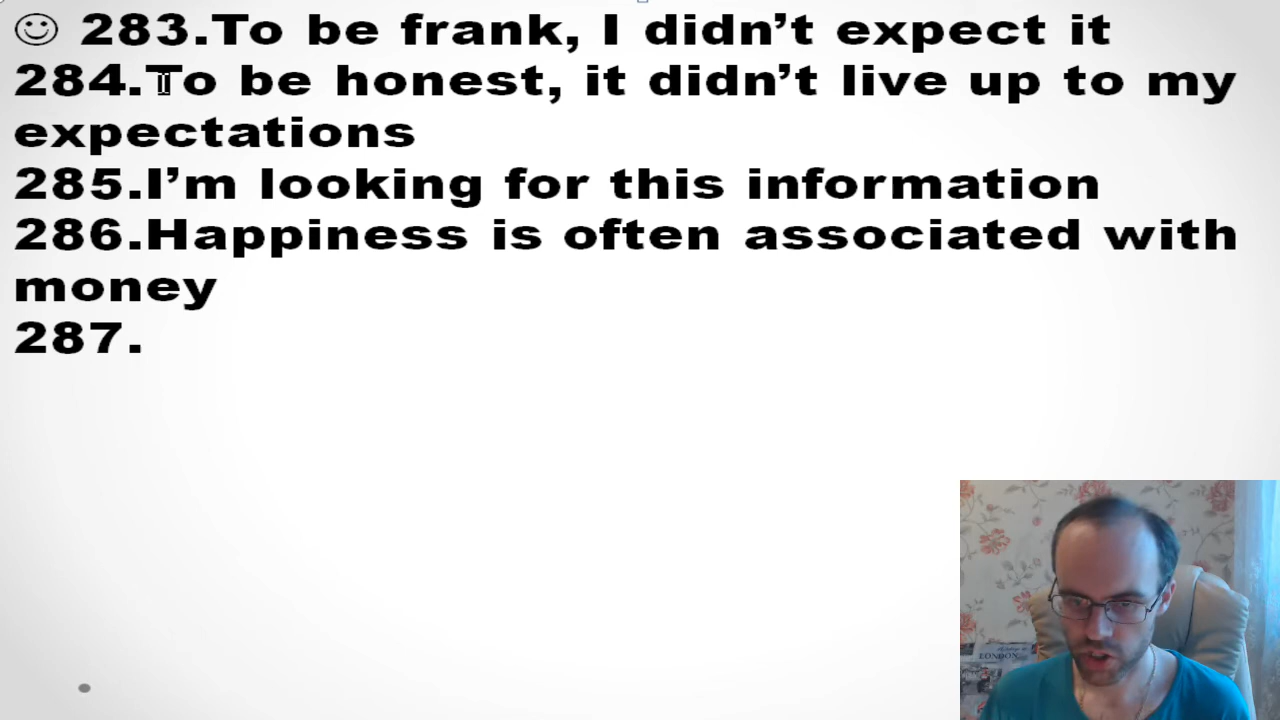 ☺ 283.To be frank, I didn’t expect it
284.To be honest, it didn’t live up to my
expectations
285.I’m looking for this information
286.Happiness is often associated with
money
287.
LONDON